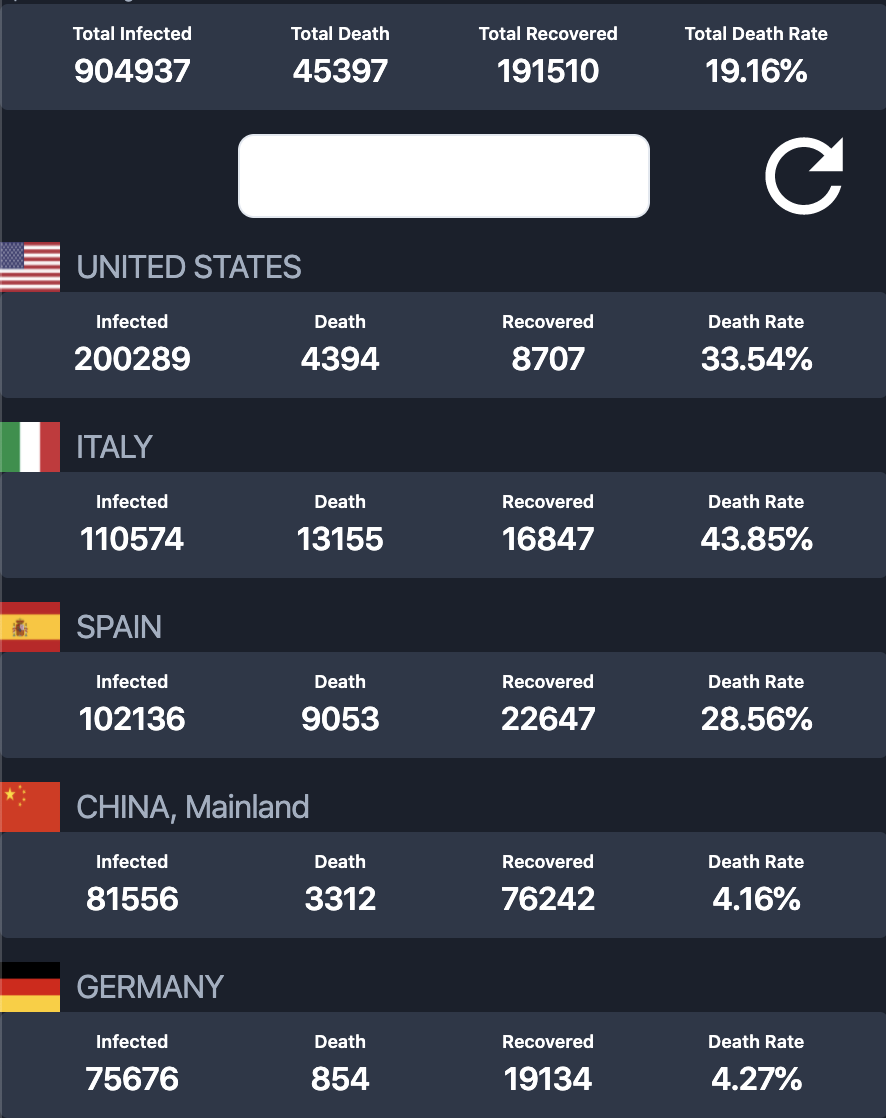 Total Infected Total Death Total Recovered Total Death Rate
904937 45397 191510 19.16%
UNITED STATES
Infected Death Recovered Death Rate
200289 4394 8707 33.54%
ITALY
Infected Death Recovered Death Rate
110574 13155 16847 43.85%
SPAIN
Infected Death Recovered Death Rate
102136 9053 22647 28.56%
CHINA, Mainland
Infected Death Recovered Death Rate
81556 3312 76242 4.16%
GERMANY
Infected Death Recovered Death Rate
75676 854 19134 4.27%